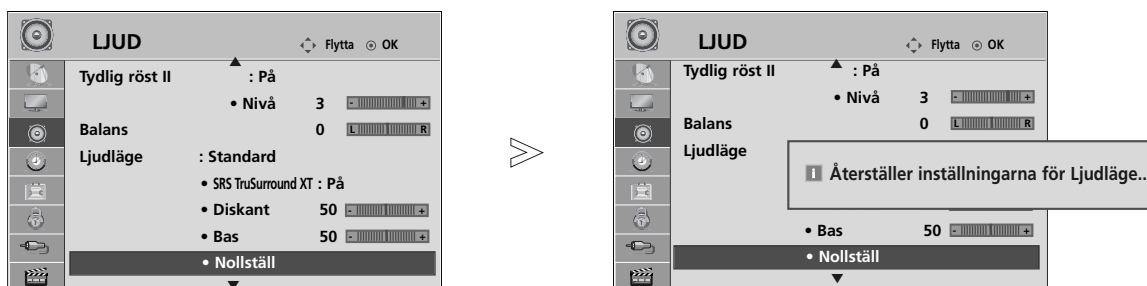 LJUD
Flytta OK
Tydlig röst II : På
• Nivå 3 - +
Balans 0 L R
Ljudläge : Standard
• SRS TruSurround XT : På
• Diskant 50 - +
• Bas 50 - +
• Nollställ
LJUD
Flytta OK
Tydlig röst II : På
• Nivå 3 - +
Balans 0 L R
Ljudläge
i Återställer inställningarna för Ljudläge..
• Bas 50 - +
• Nollställ